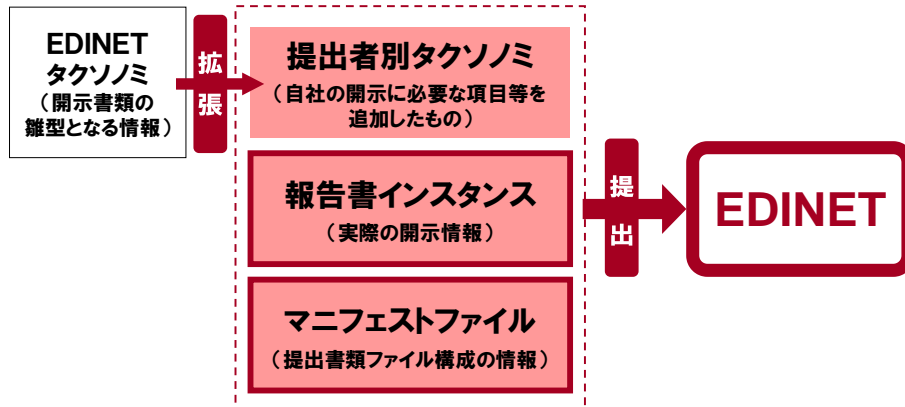 EDINET
タクソノミ
（開示書類の
雛型となる情報）
拡張
提出者別タクソノミ
（自社の開示に必要な項目等を
追加したもの）
報告書インスタンス
（実際の開示情報）
マニフェストファイル
（提出書類ファイル構成の情報）
提出
EDINET